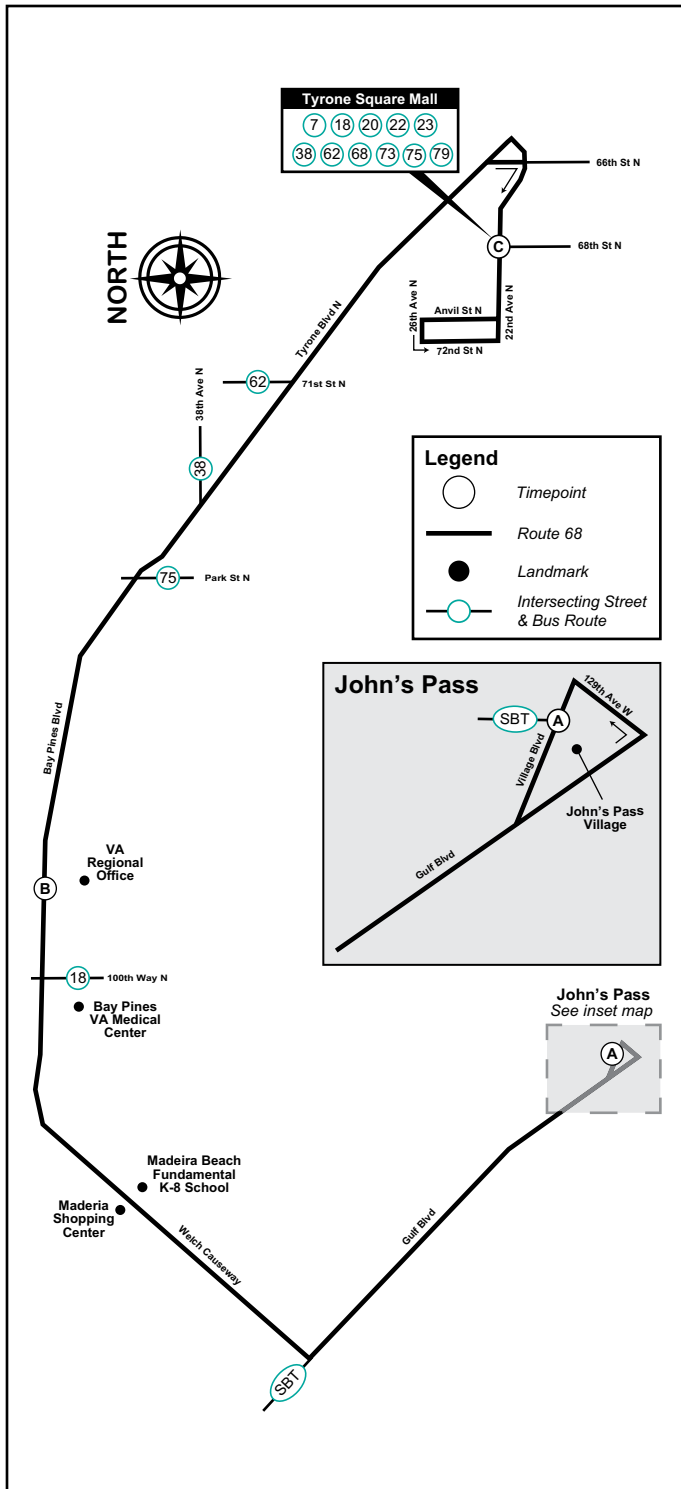 Tyrone Square Mall
7 18 20 22 23
38 62 68 73 75 79
66th St N
NORTH
C
68th St N
26th Ave N
Anvil St N
22nd Ave N
72nd St N
Tyrone Blvd N
62
71st St N
38th Ave N
38
75
Park St N
Legend
Timepoint
Route 68
Landmark
Intersecting Street
& Bus Route
John's Pass
129th Ave W
SBT
A
Village Blvd
John's Pass
Village
Gulf Blvd
Bay Pines Blvd
VA
Regional
Office
B
18
100th Way N
Bay Pines
VA Medical
Center
John's Pass
See inset map
A
Madeira Beach
Fundamental
K-8 School
Maderia
Shopping
Center
Welch Causeway
Gulf Blvd
SBT